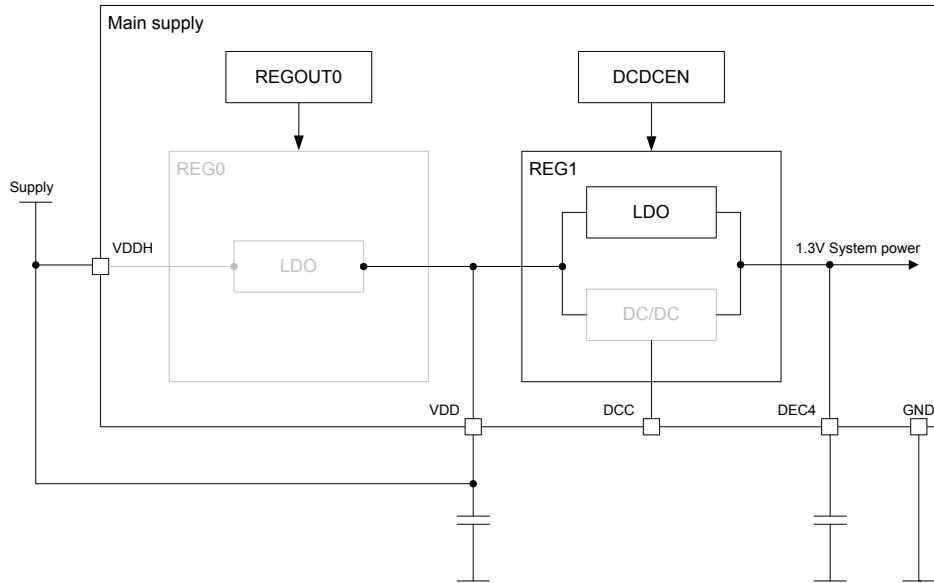 Main supply
REGOUT0
DCDCEN
REG0
REG1
Supply
LDO
VDDH
LDO
1.3V System power
DC/DC
VDD
DCC
DEC4
GND